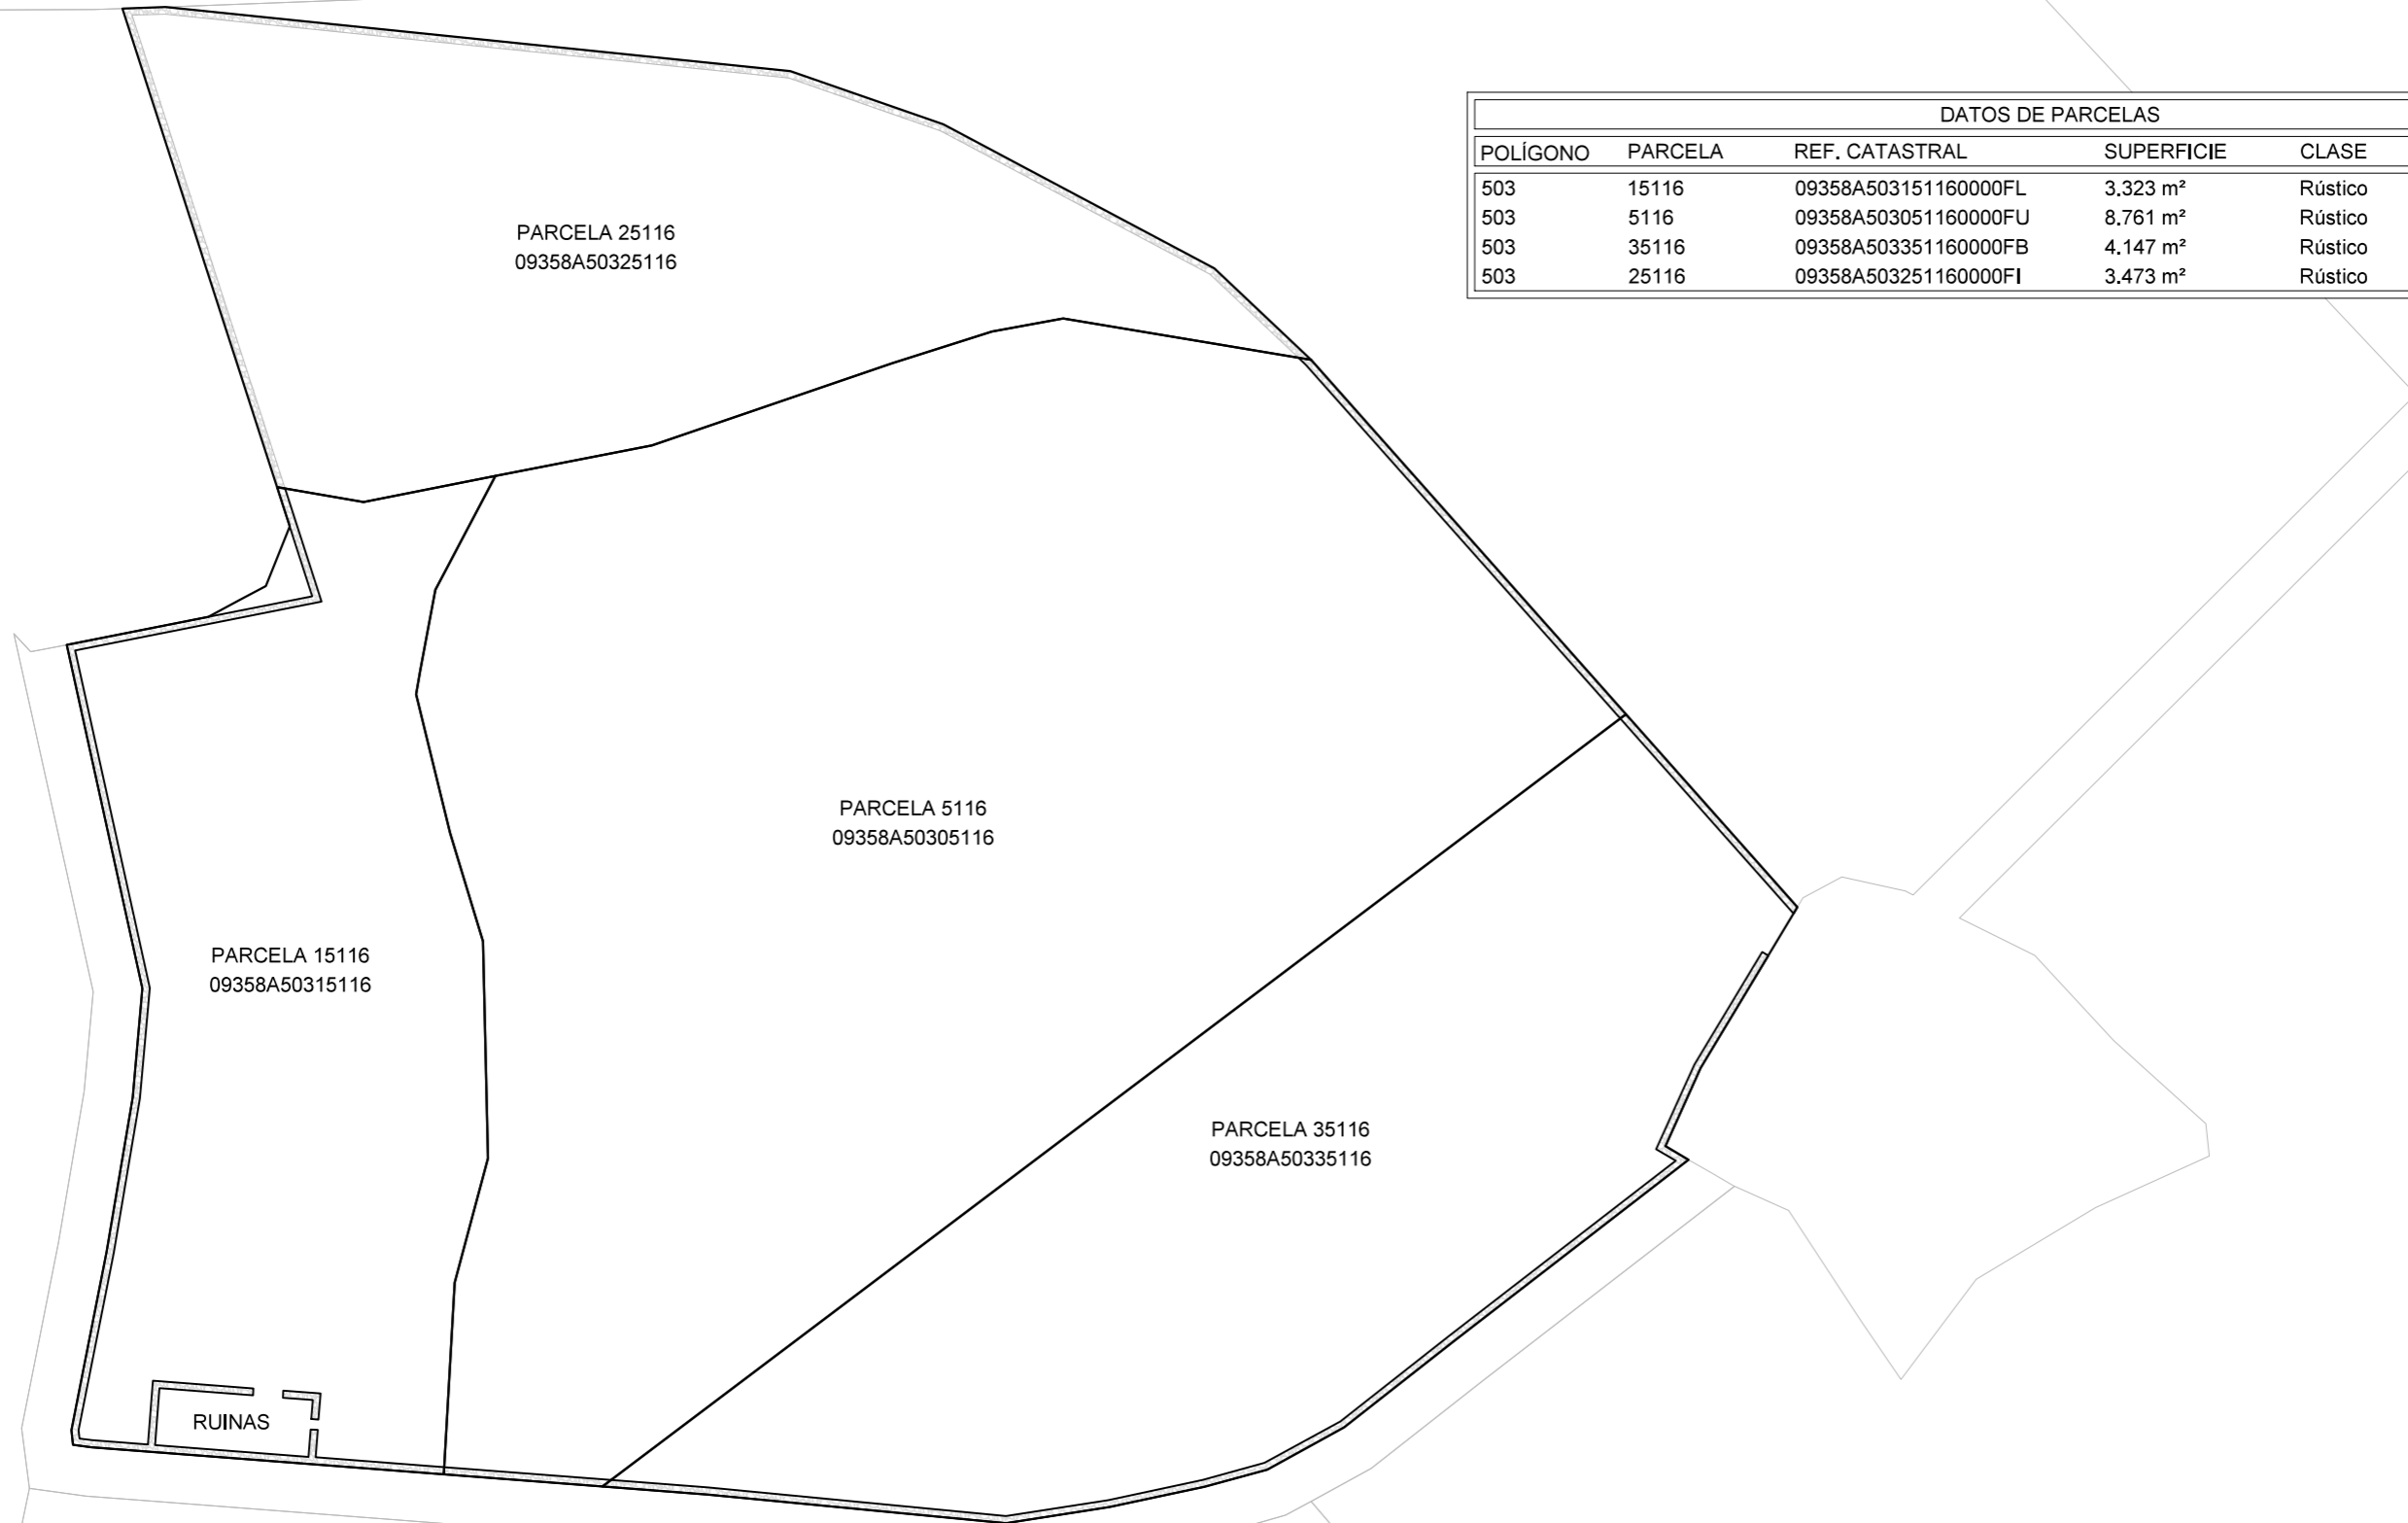 DATOS DE PARCELAS
POLÍGONO PARCELA REF. CATASTRAL SUPERFICIE CLASE
503 15116 09358A503151160000FL 3.323 m² Rústico
503 5116 09358A503051160000FU 8.761 m² Rústico
503 35116 09358A503351160000FB 4.147 m² Rústico
503 25116 09358A503251160000FI 3.473 m² Rústico
PARCELA 25116
09358A50325116
PARCELA 5116
09358A50305116
PARCELA 15116
09358A50315116
PARCELA 35116
09358A50335116
RUINAS